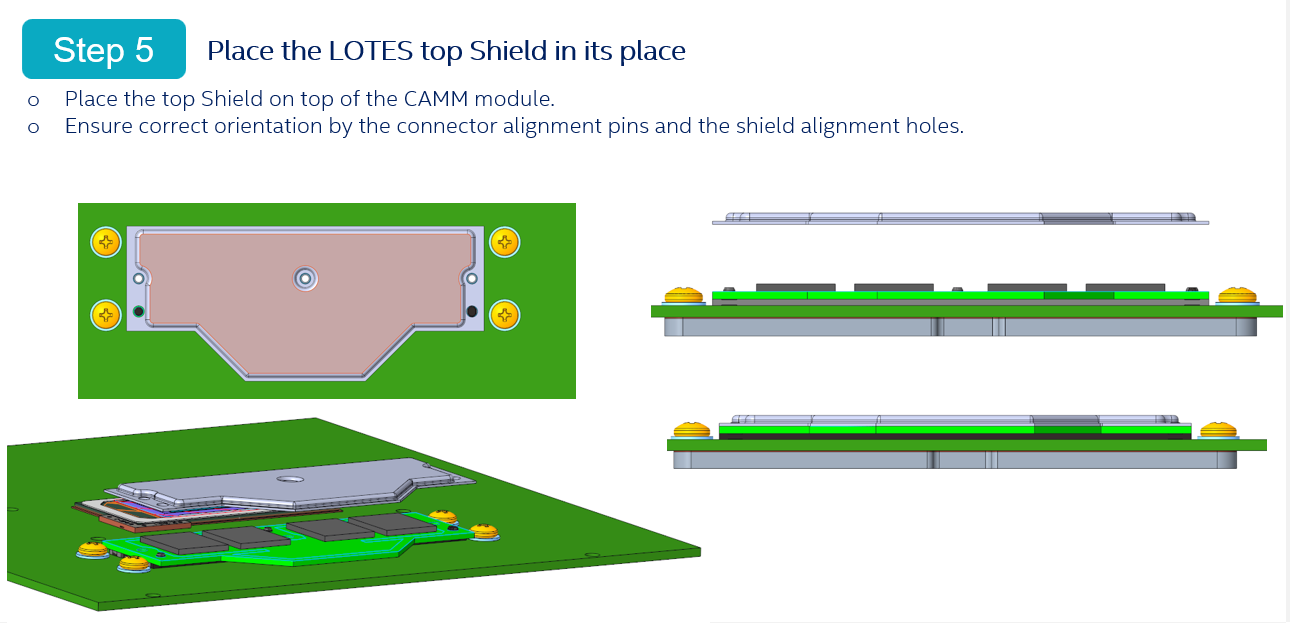 Step 5
Place the LOTES top Shield in its place
o Place the top Shield on top of the CAMM module.
o Ensure correct orientation by the connector alignment pins and the shield alignment holes.